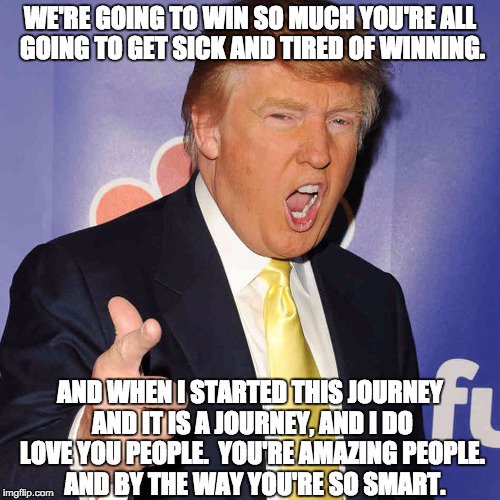 WE'RE GOING TO WIN SO MUCH YOU'RE ALL
GOING TO GET SICK AND TIRED OF WINNING.
fu
AND WHEN I STARTED THIS JOURNEY
AND IT IS A JOURNEY, AND I DO
LOVE YOU PEOPLE. YOU'RE AMAZING PEOPLE.
AND BY THE WAY YOU'RE SO SMART.
imgflip.com